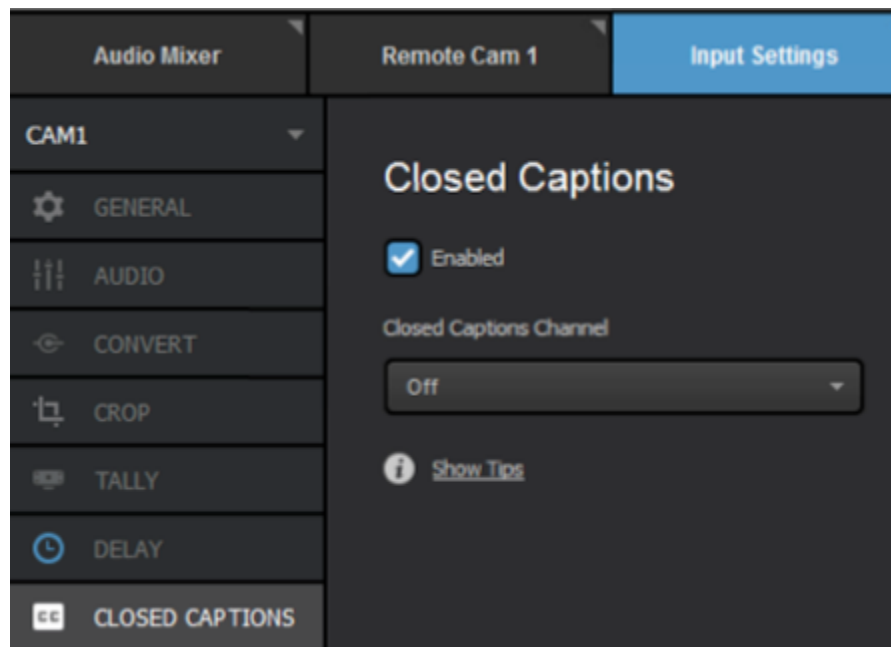 Audio Mixer
Remote Cam 1
Input Settings
CAM1
GENERAL
AUDIO
CONVERT
CROP
TALLY
DELAY
CC CLOSED CAPTIONS
Closed Captions
Enabled
Closed Captions Channel
Off
i Show Tips